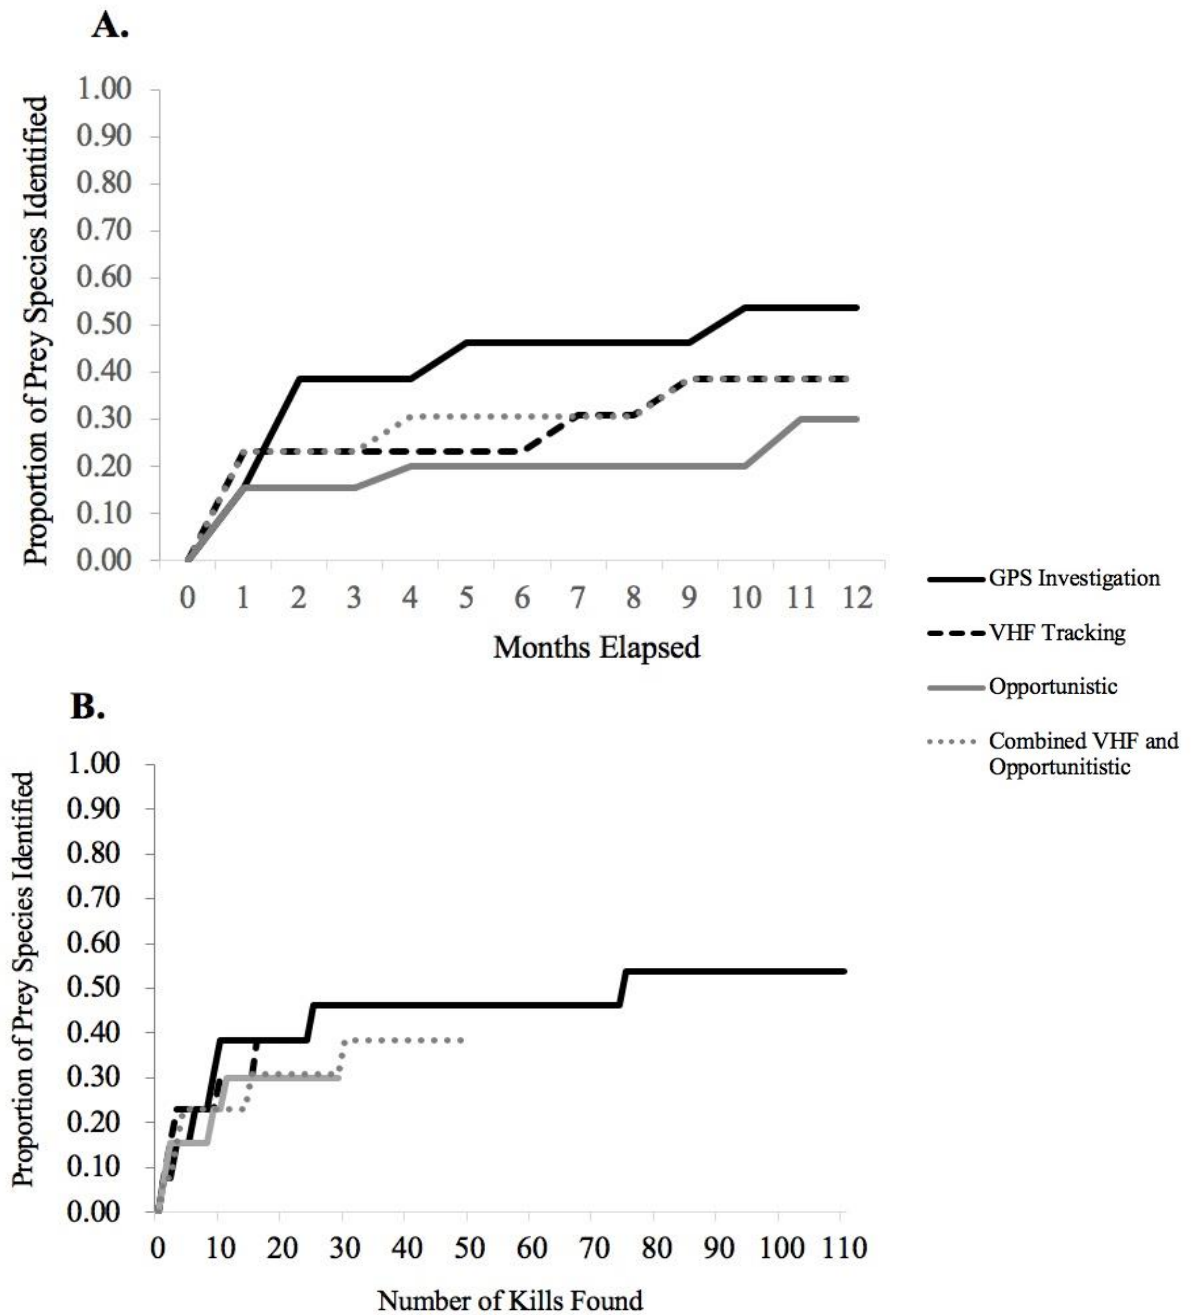 A.
Proportion of Prey Species Identified
1.00
0.90
0.80
0.70
0.60
0.50
0.40
0.30
0.20
0.10
0.00
0 1 2 3 4 5 6 7 8 9 10 11 12
Months Elapsed
GPS Investigation
VHF Tracking
Opportunistic
Combined VHF and
Opportunitistic
B.
Proportion of Prey Species Identified
1.00
0.90
0.80
0.70
0.60
0.50
0.40
0.30
0.20
0.10
0.00
0 10 20 30 40 50 60 70 80 90 100 110
Number of Kills Found